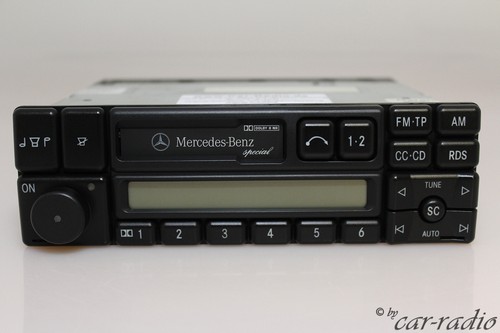 DOLBY B NR
Mercedes-Benz
special
1·2
FM·TP AM
CC·CD RDS
ON
TUNE
SC
AUTO
1 2 3 4 5 6
© by
car-radio